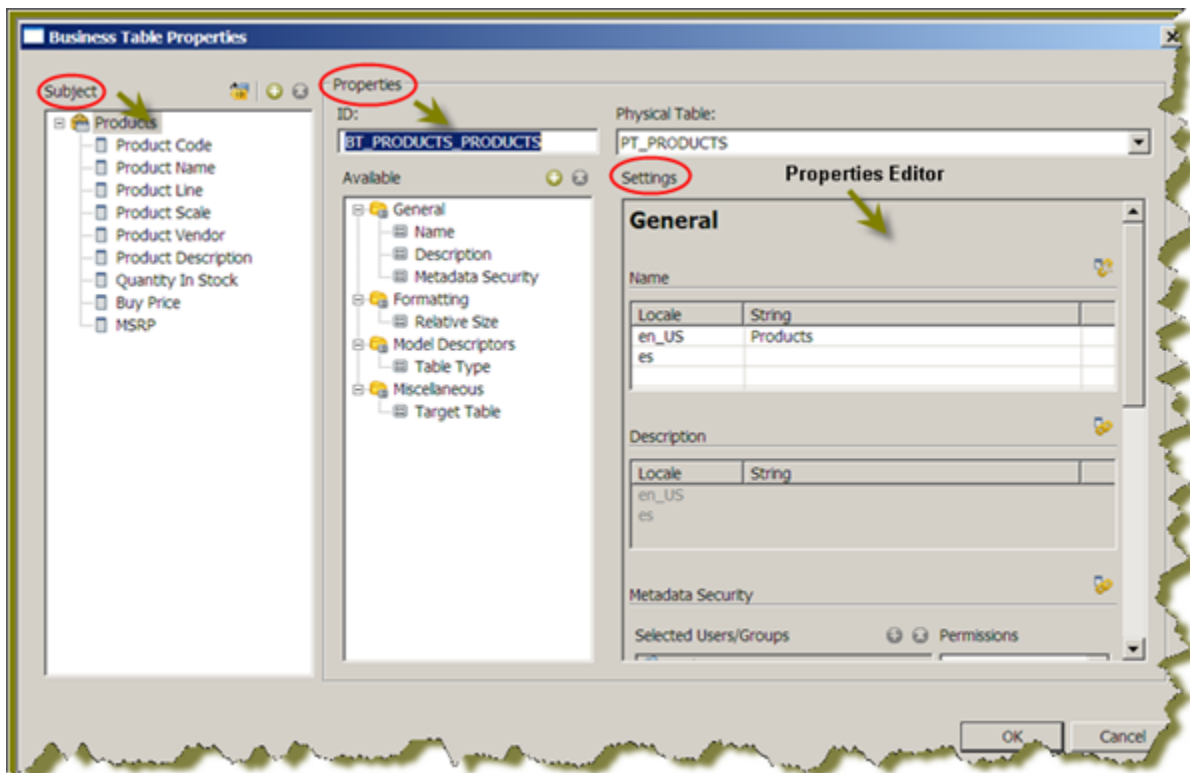 Business Table Properties
Subject
Products
Product Code
Product Name
Product Line
Product Scale
Product Vendor
Product Description
Quantity In Stock
Buy Price
MSRP
Properties
ID:
BT_PRODUCTS_PRODUCTS
Physical Table:
PT_PRODUCTS
Available
General
Name
Description
Metadata Security
Formatting
Relative Size
Model Descriptors
Table Type
Miscellaneous
Target Table
Settings
Properties Editor
General
Name
Locale String
en_US Products
es
Description
Locale String
en_US
es
Metadata Security
Selected Users/Groups
Permissions
OK
Cancel